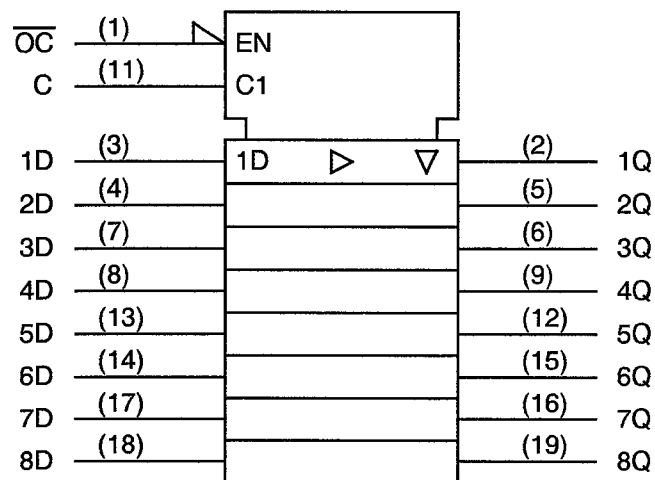 O̅C̅ (1) EN
C (11) C1
1D (3) 1D (2) 1Q
2D (4) (5) 2Q
3D (7) (6) 3Q
4D (8) (9) 4Q
5D (13) (12) 5Q
6D (14) (15) 6Q
7D (17) (16) 7Q
8D (18) (19) 8Q